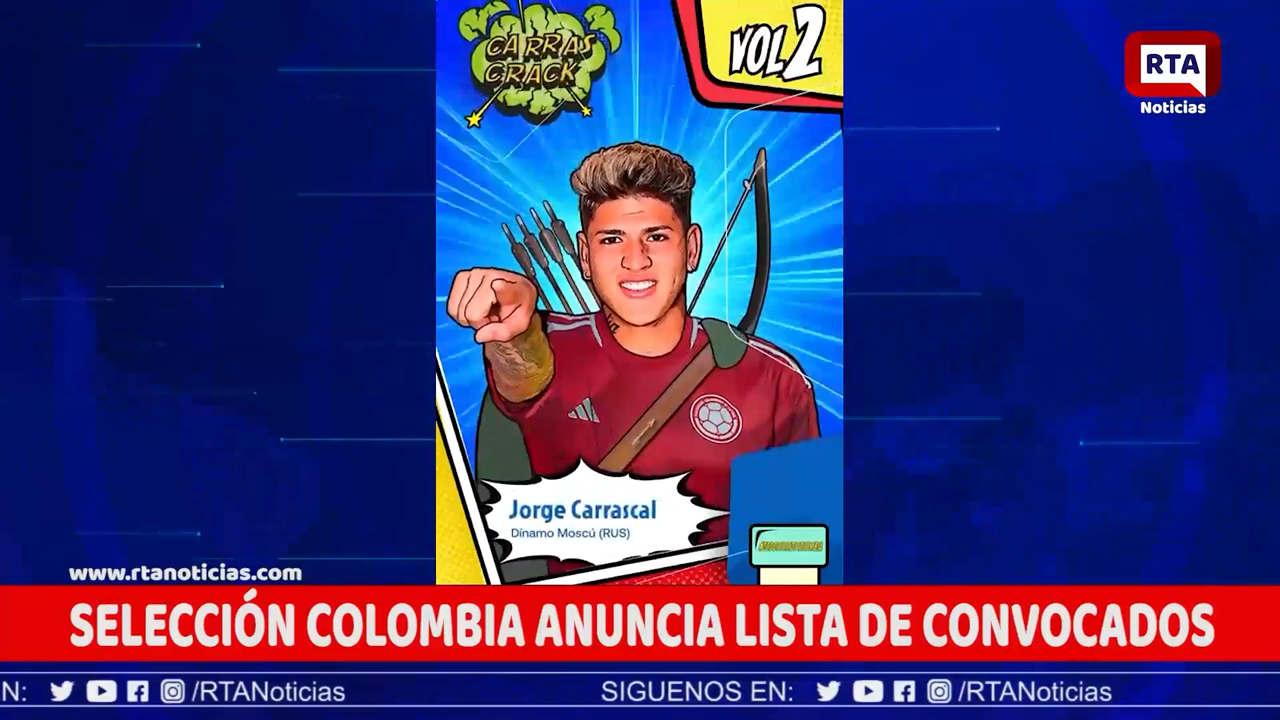 CARRAS
CRACK
VOL 2
RTA
Noticias
Jorge Carrascal
Dínamo Moscú (RUS)
www.rtanoticias.com
SELECCIÓN COLOMBIA ANUNCIA LISTA DE CONVOCADOS
N: /RTANoticias SIGUENOS EN: /RTANoticias